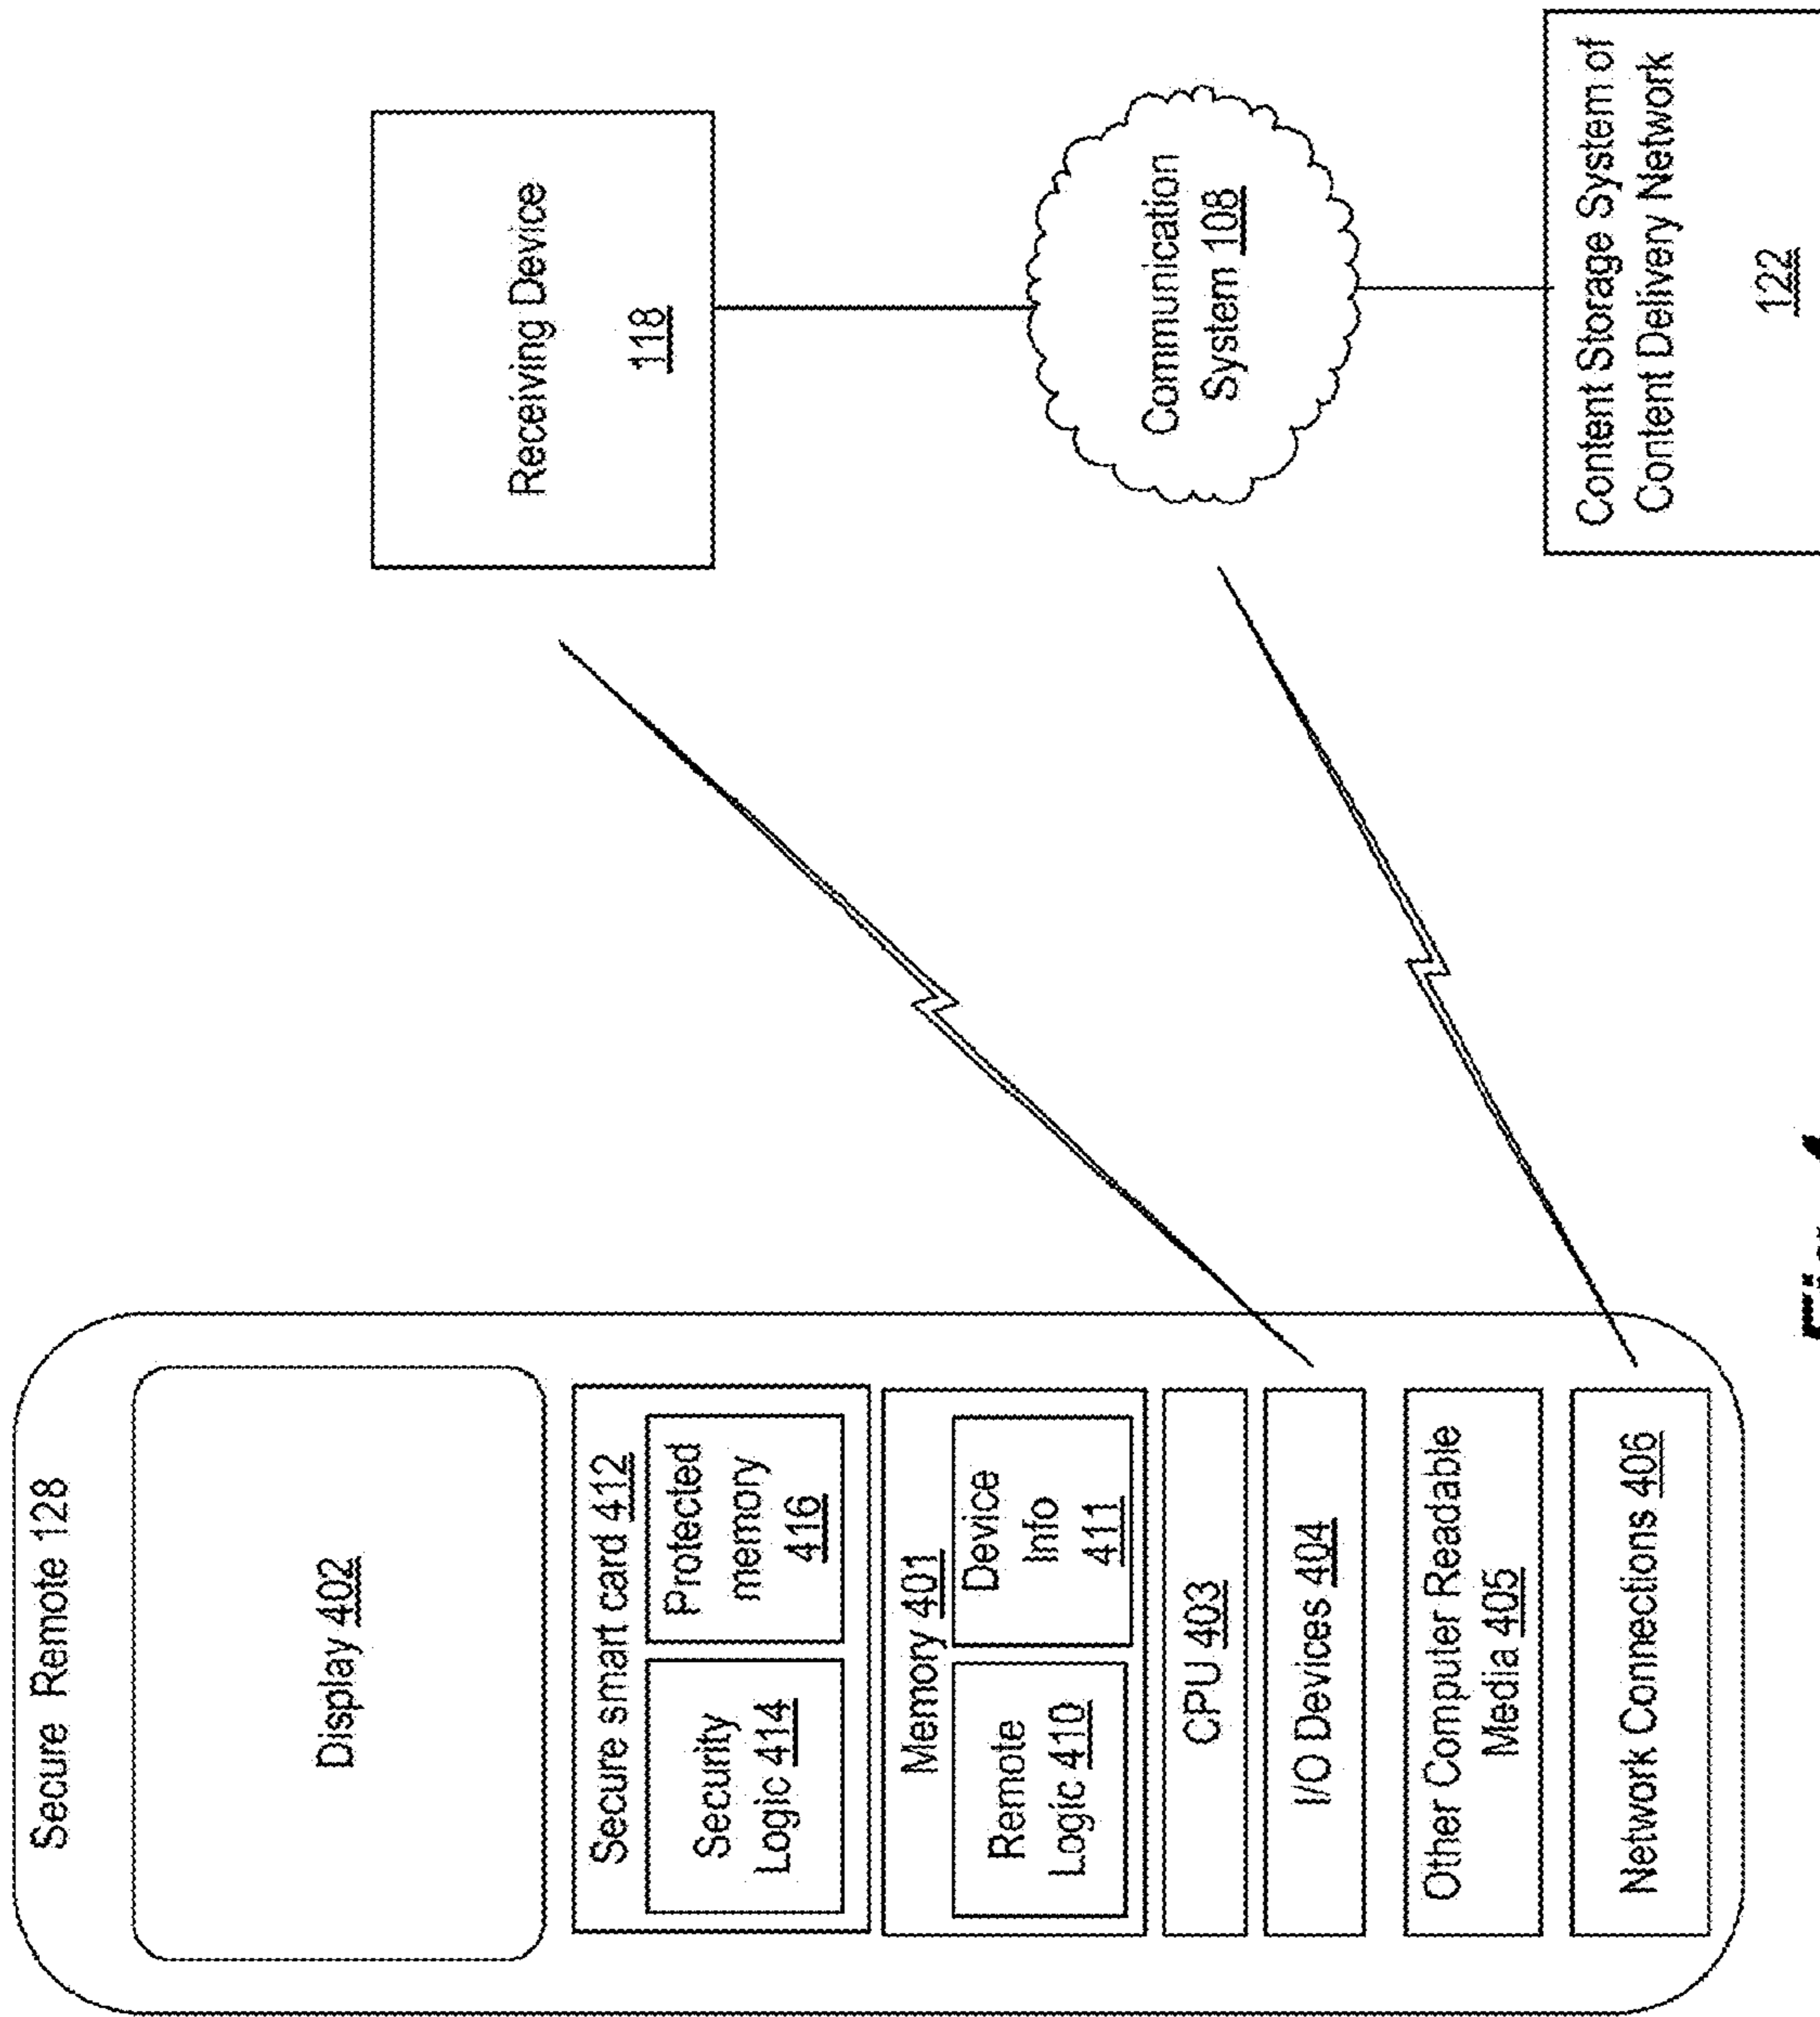 Secure Remote 128
Display 402
Secure smart card 412
Security
Logic 414
Protected
memory
416
Memory 401
Remote
Logic 410
Device
Info
411
CPU 403
I/O Devices 404
Other Computer Readable
Media 405
Network Connections 406
Receiving Device
118
Communication
System 108
Content Storage System of
Content Delivery Network
122